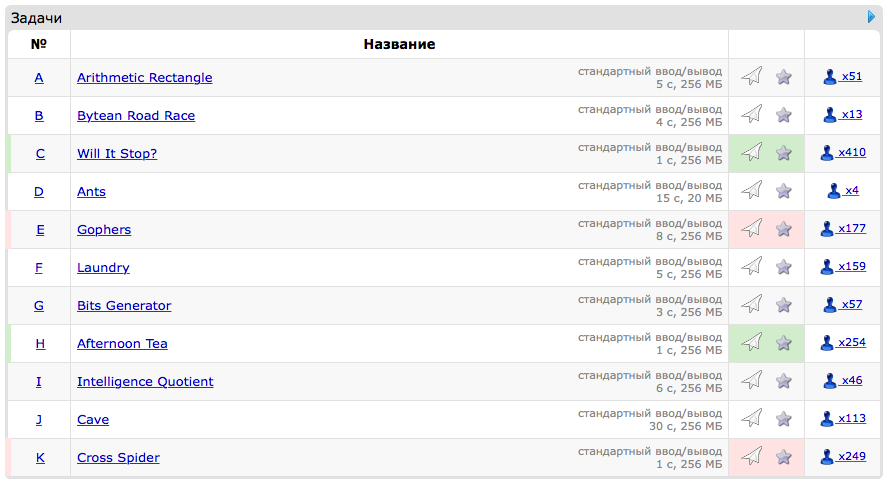 Задачи
№ Название
A Arithmetic Rectangle стандартный ввод/вывод x51
5 с, 256 МБ
B Bytean Road Race стандартный ввод/вывод x13
4 с, 256 МБ
C Will It Stop? стандартный ввод/вывод x410
1 с, 256 МБ
D Ants стандартный ввод/вывод x4
15 с, 20 МБ
E Gophers стандартный ввод/вывод x177
8 с, 256 МБ
F Laundry стандартный ввод/вывод x159
5 с, 256 МБ
G Bits Generator стандартный ввод/вывод x57
3 с, 256 МБ
H Afternoon Tea стандартный ввод/вывод x254
1 с, 256 МБ
I Intelligence Quotient стандартный ввод/вывод x46
6 с, 256 МБ
J Cave стандартный ввод/вывод x113
30 с, 256 МБ
K Cross Spider стандартный ввод/вывод x249
1 с, 256 МБ